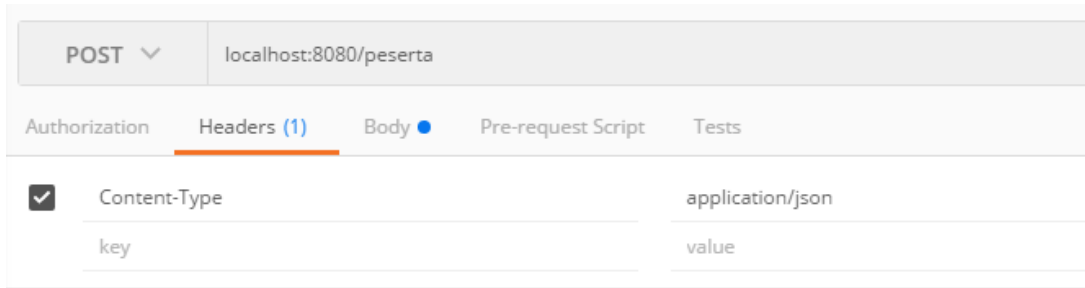 POST localhost:8080/peserta
Authorization Headers (1) Body Pre-request Script Tests
Content-Type application/json
key value